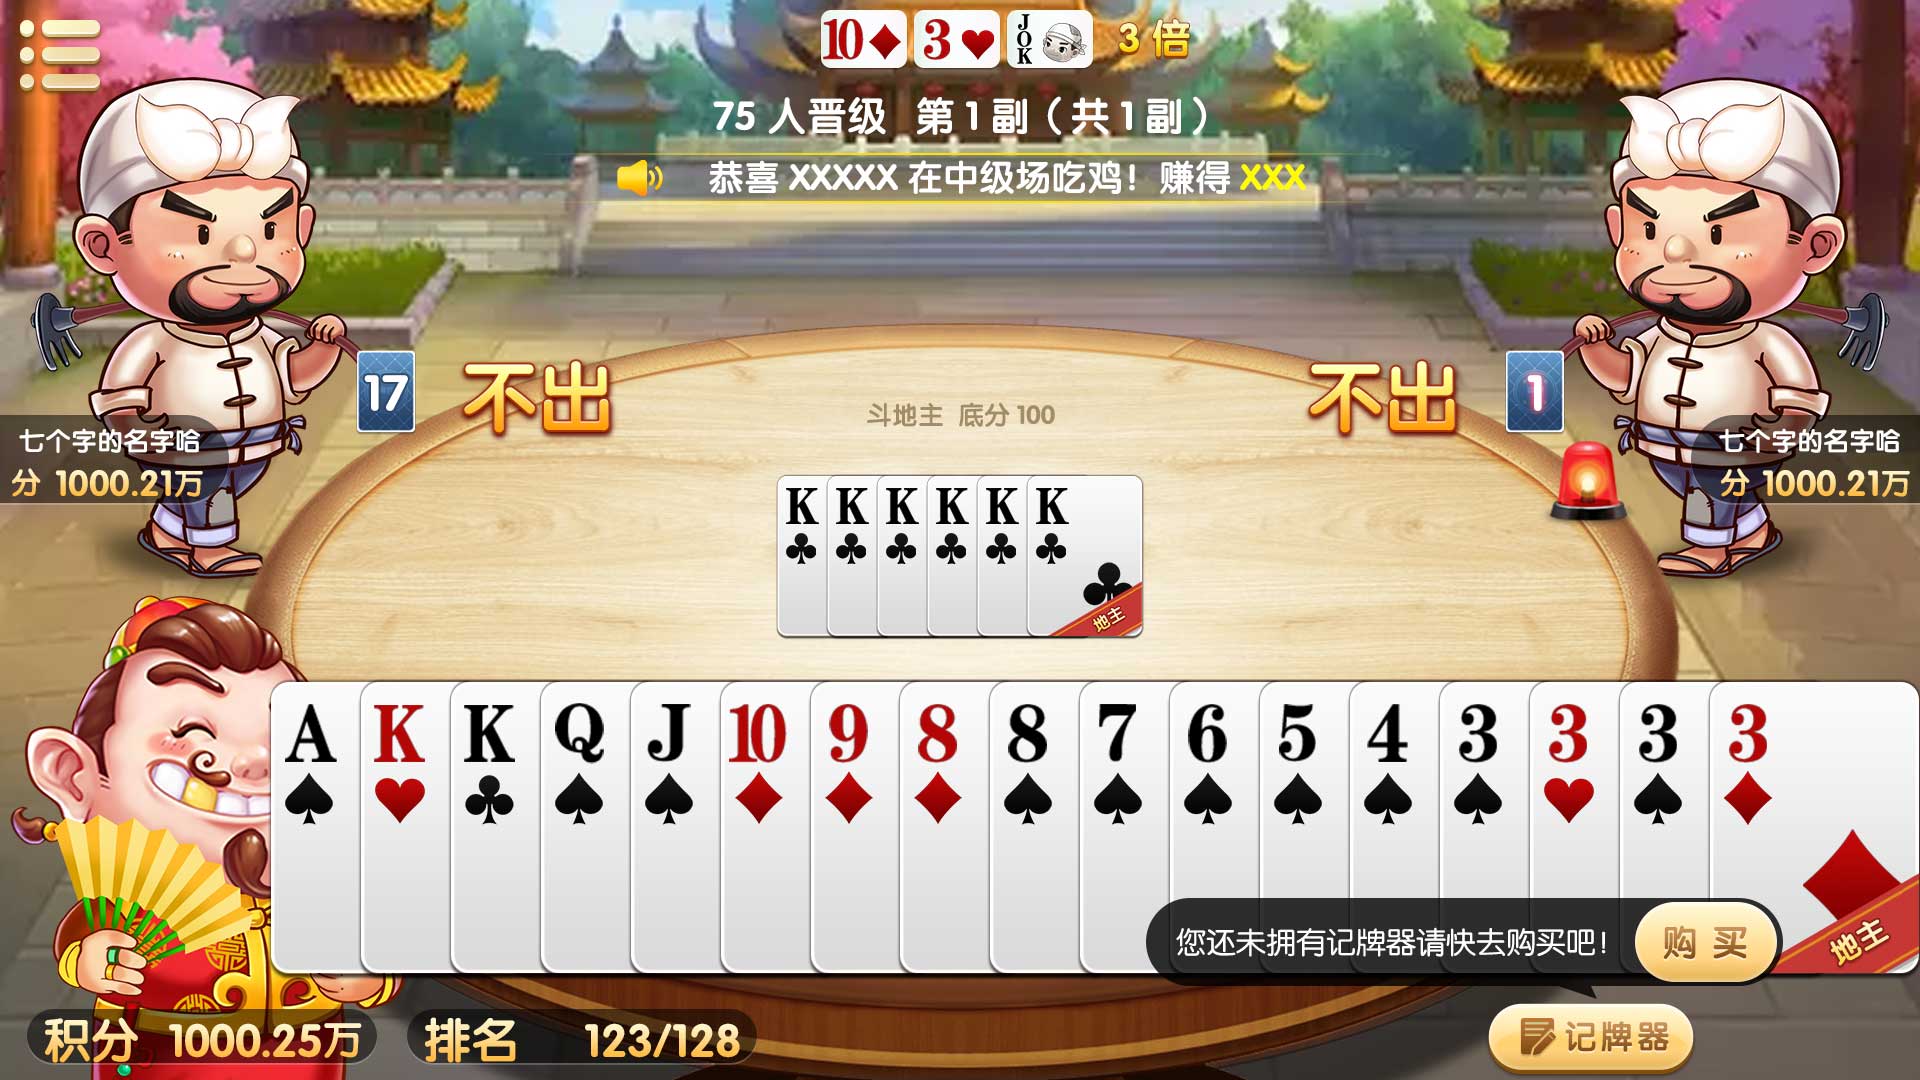 10 3 JOK 3 倍
75 人晋级 第1副(共1副)
恭喜 XXXXX 在中级场吃鸡!赚得 XXX
17 不出
不出 1
斗地主 底分 100
七个字的名字哈
分 1000.21万
七个字的名字哈
分 1000.21万
K K K K K K
地主
A K K Q J 10 9 8 8 7 6 5 4 3 3 3 3
您还未拥有记牌器请快去购买吧!
购 买
地主
积分 1000.25万
排名 123/128
记牌器